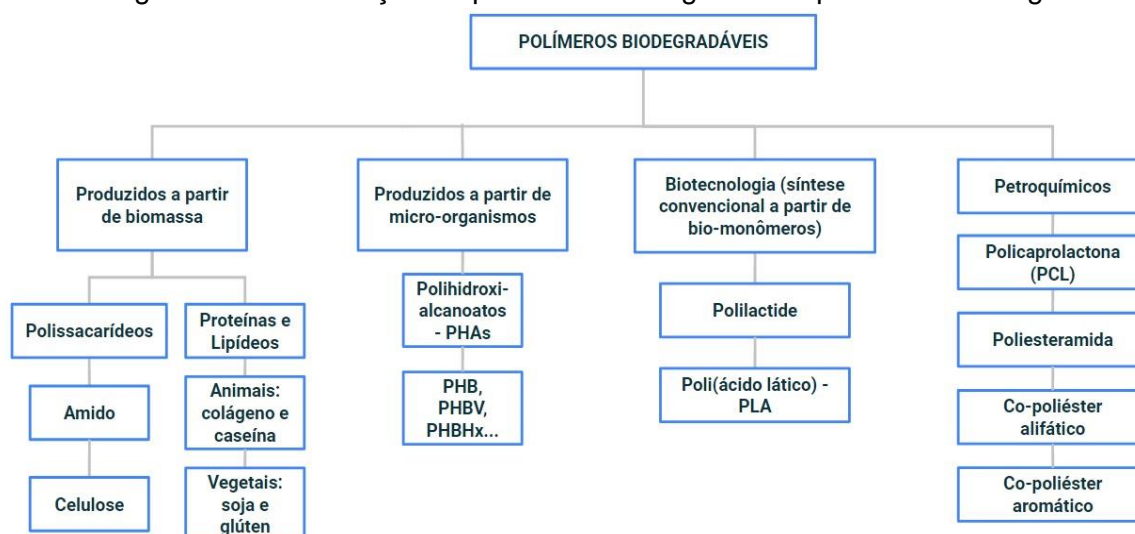 POLÍMEROS BIODEGRADÁVEIS
Produzidos a partir
de biomassa
Produzidos a partir de
micro-organismos
Biotecnologia (síntese
convencional a partir de
bio-monômeros)
Petroquímicos
Polissacarídeos
Amido
Celulose
Proteínas e
Lipídeos
Animais:
colágeno e
caseína
Vegetais:
soja e
glúten
Polihidroxi-
alcanoatos
- PHAs
PHB,
PHBV,
PHBHx...
Polilactide
Poli(ácido lático) -
PLA
Policaprolactona
(PCL)
Poliesteramida
Co-poliéster
alifático
Co-poliéster
aromático